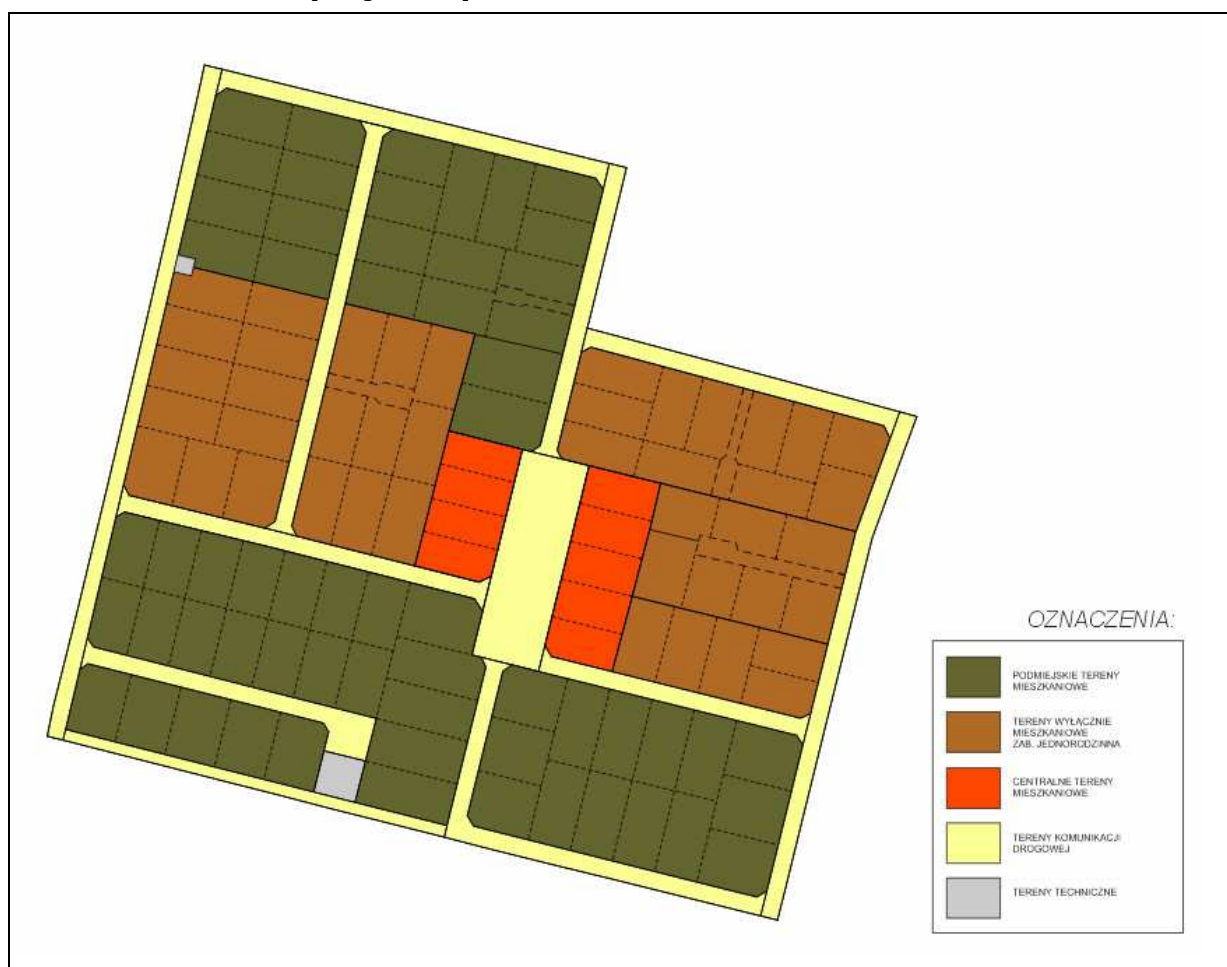 OZNACZENIA:
PODMIEJSKIE TERENY
MIESZKANIOWE
TERENY WYŁĄCZNIE
MIESZKANIOWE
ZAB. JEDNORODZINNA
CENTRALNE TERENY
MIESZKANIOWE
TERENY KOMUNIKACJI
DROGOWEJ
TERENY TECHNICZNE